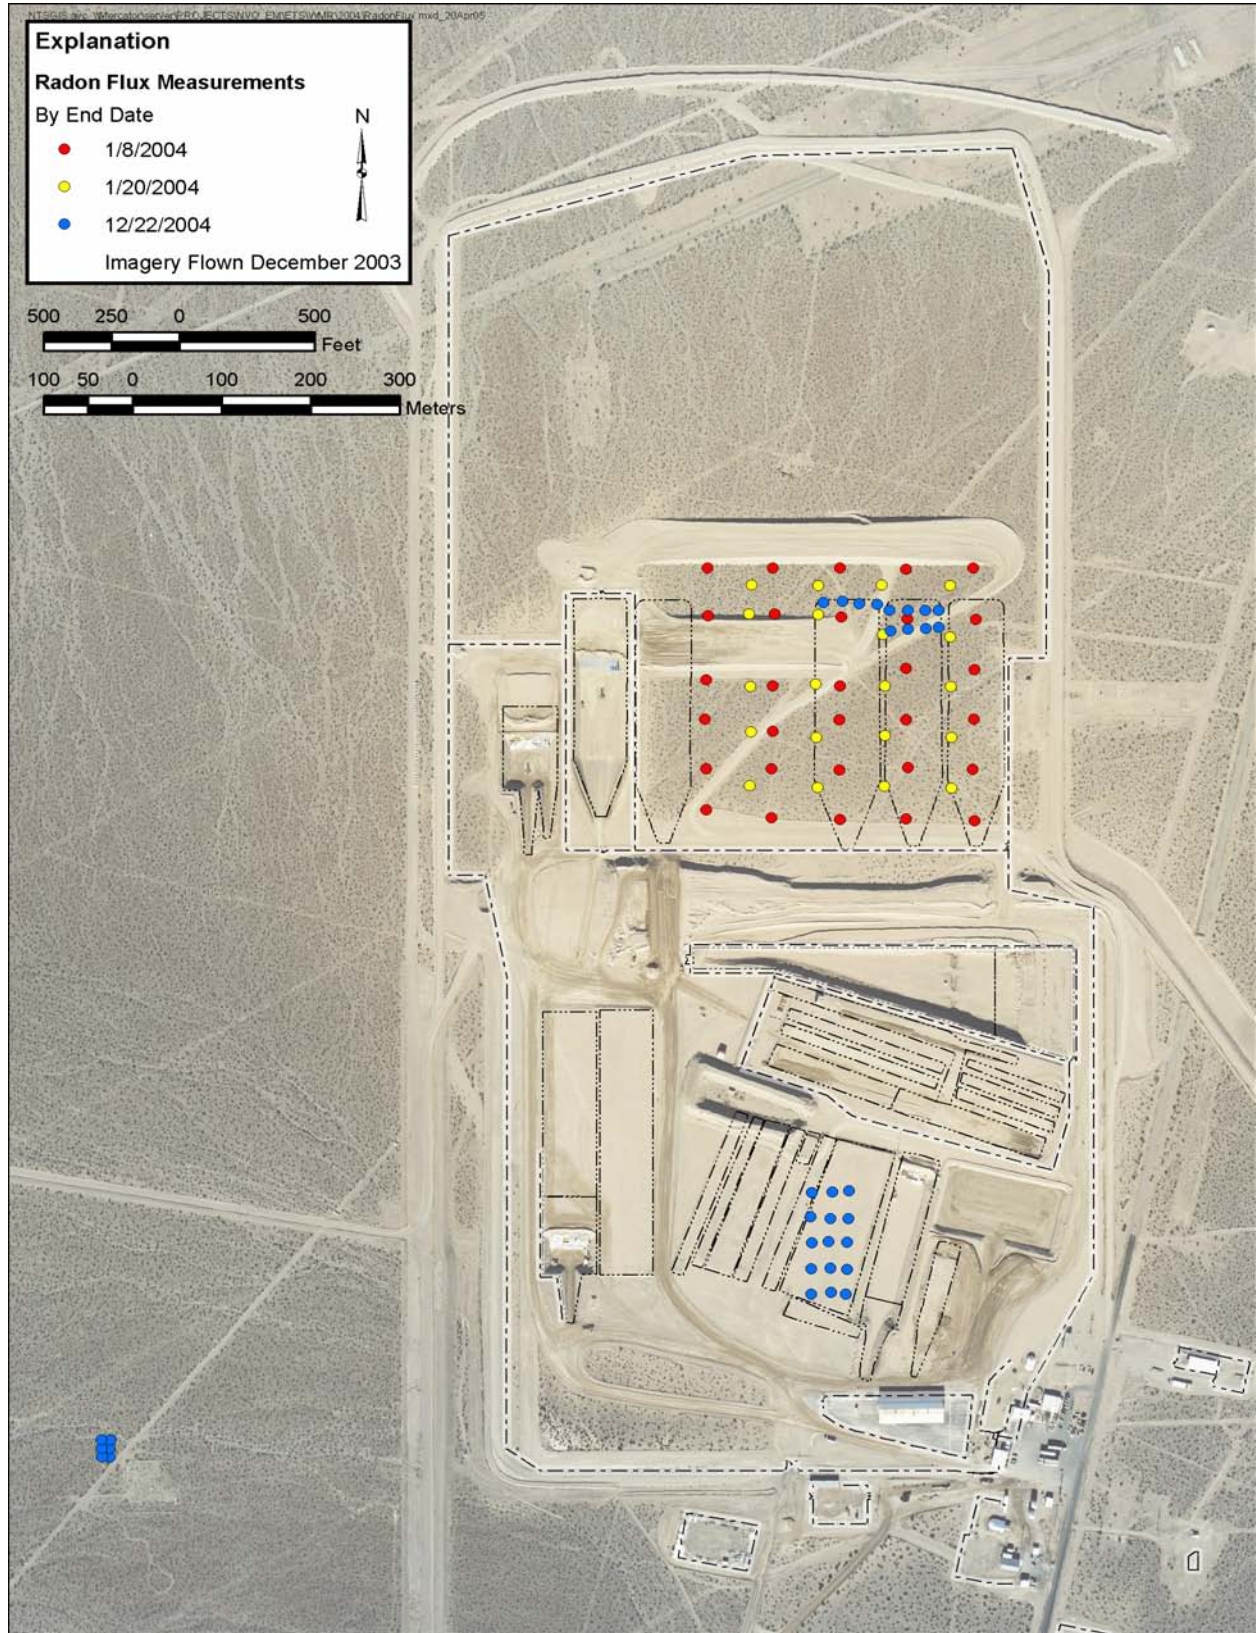 Explanation
Radon Flux Measurements
By End Date
N
1/8/2004
1/20/2004
12/22/2004
Imagery Flown December 2003
500 250 0 500
Feet
100 50 0 100 200 300
Meters